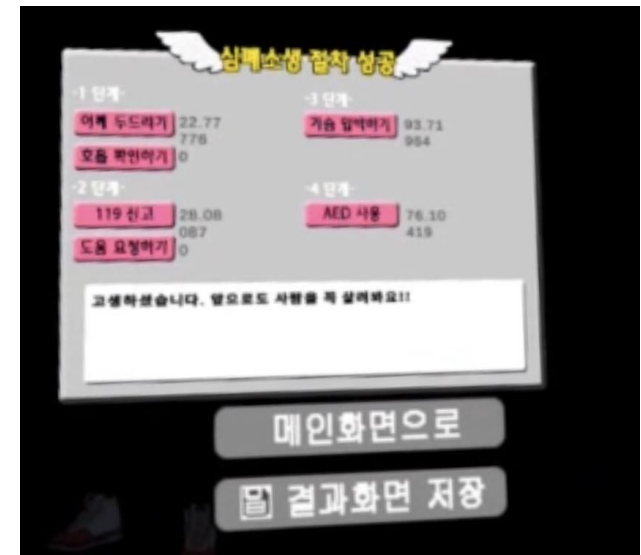 심폐소생 절차 성공
-1 단계-
어깨 두드리기 22.77
776
호흡 확인하기 0
-2 단계-
119 신고 28.08
087
도움 요청하기 0
-3 단계-
가슴 압박하기 93.71
984
-4 단계-
AED 사용 76.10
419
고생하셨습니다. 앞으로도 사람을 꼭 살려봐요!!
메인화면으로
결과화면 저장